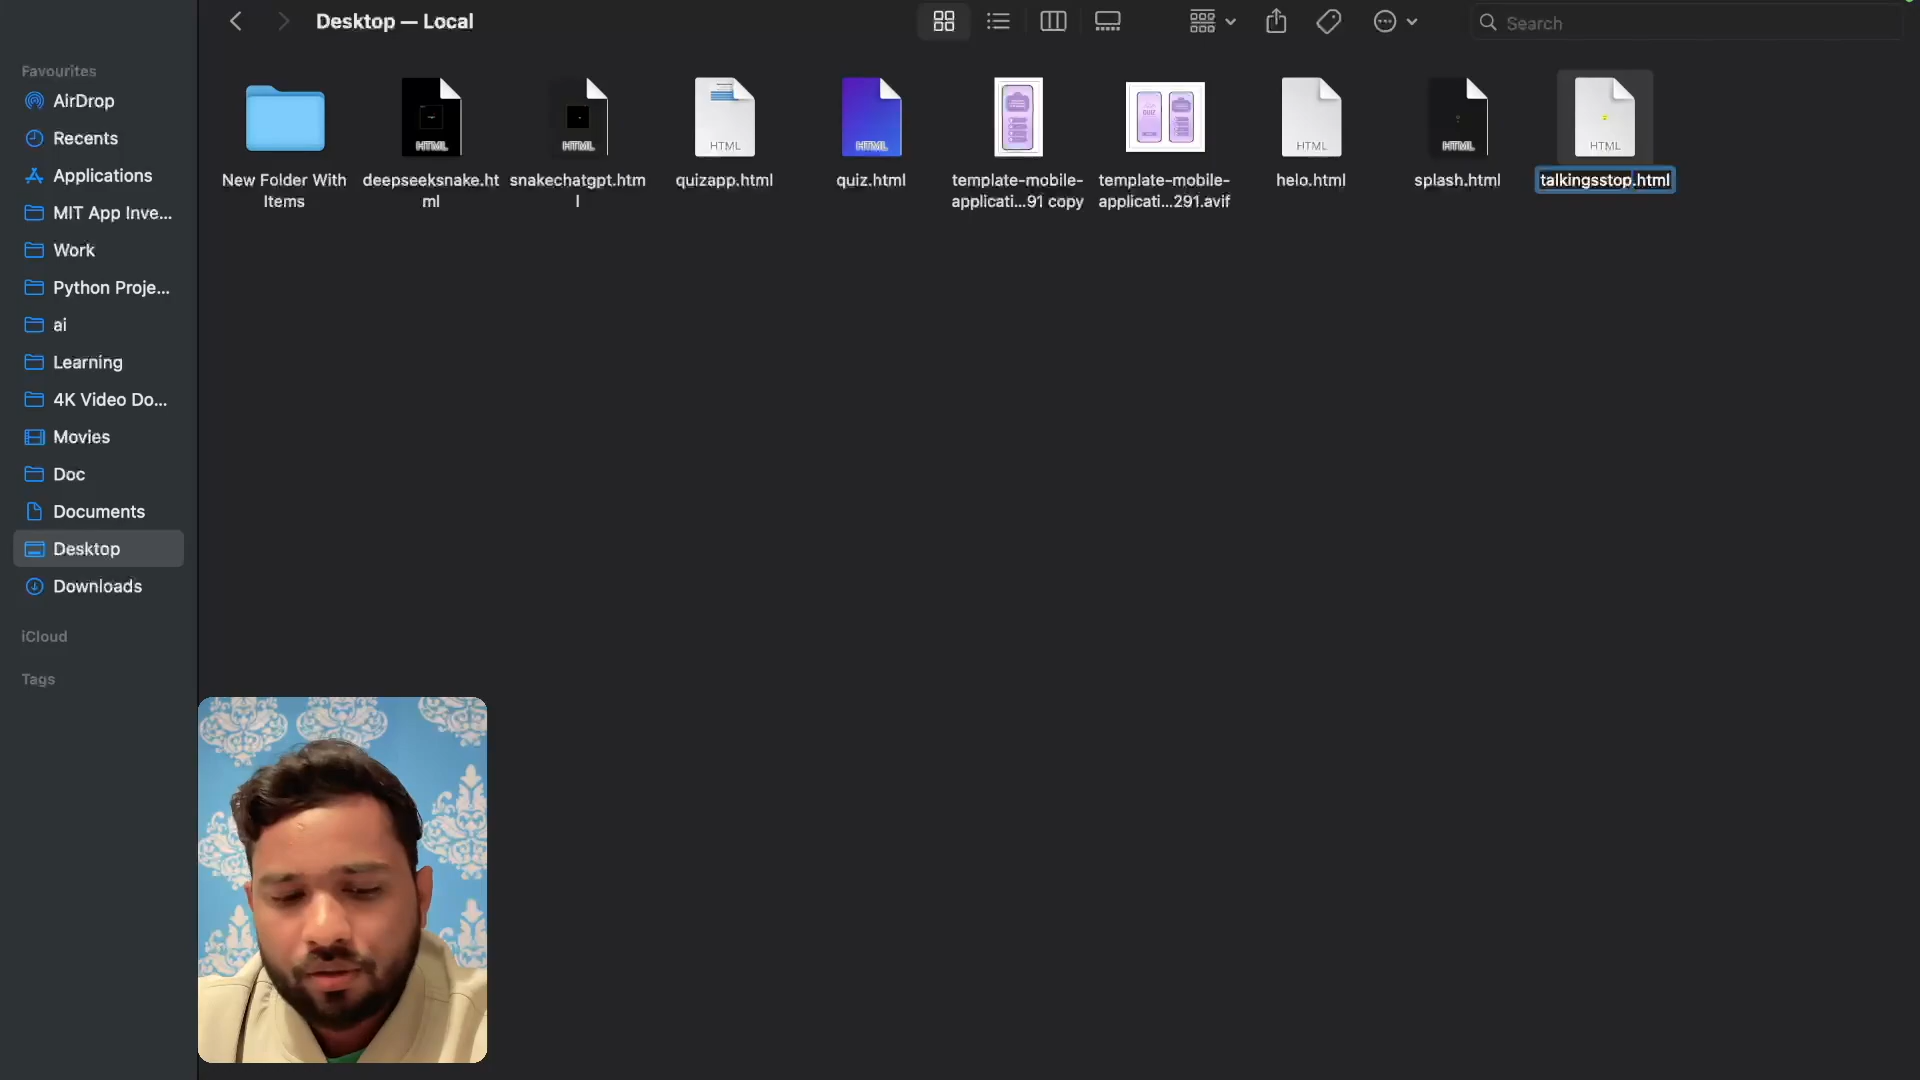 Desktop — Local
Search
Favourites
AirDrop
Recents
Applications
MIT App Inve...
Work
Python Proje...
ai
Learning
4K Video Do...
Movies
Doc
Documents
Desktop
Downloads
iCloud
Tags
HTML
HTML
HTML
HTML
HTML
HTML
HTML
New Folder With
Items
deepseeksnake.ht
ml
snakechatgpt.htm
l
quizapp.html
quiz.html
template-mobile-
applicati...91 copy
QUIZ
template-mobile-
applicati...291.avif
helo.html
splash.html
talkingsstop.html